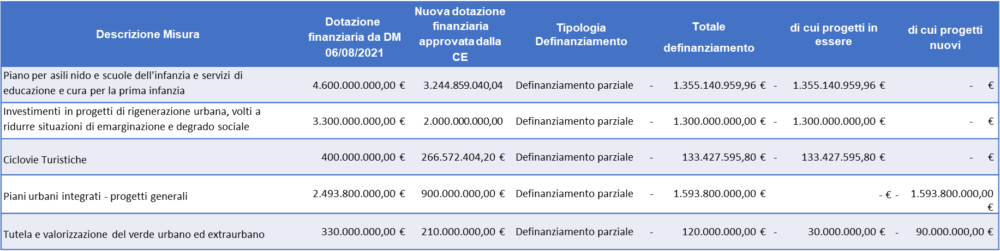 Descrizione Misura
Dotazione
finanziaria da DM
06/08/2021
Nuova dotazione
finanziaria
approvata dalla
CE
Tipologia
Definanziamento
Totale
definanziamento
di cui progetti in
essere
di cui progetti
nuovi
Piano per asili nido e scuole dell'infanzia e servizi di
educazione e cura per la prima infanzia
4.600.000.000,00 €
3.244.859.040,04
Definanziamento parziale
- 1.355.140.959,96 €
- 1.355.140.959,96 €
- €
Investimenti in progetti di rigenerazione urbana, volti a
ridurre situazioni di emarginazione e degrado sociale
3.300.000.000,00 €
2.000.000.000,00
Definanziamento parziale
- 1.300.000.000,00 €
- 1.300.000.000,00 €
- €
Ciclovie Turistiche
400.000.000,00 €
266.572.404,20 €
Definanziamento parziale
- 133.427.595,80 €
- 133.427.595,80 €
- €
Piani urbani integrati - progetti generali
2.493.800.000,00 €
900.000.000,00 €
Definanziamento parziale
- 1.593.800.000,00 €
- €
- 1.593.800.000,00
€
Tutela e valorizzazione del verde urbano ed extraurbano
330.000.000,00 €
210.000.000,00 €
Definanziamento parziale
- 120.000.000,00 €
- 30.000.000,00 €
- 90.000.000,00 €